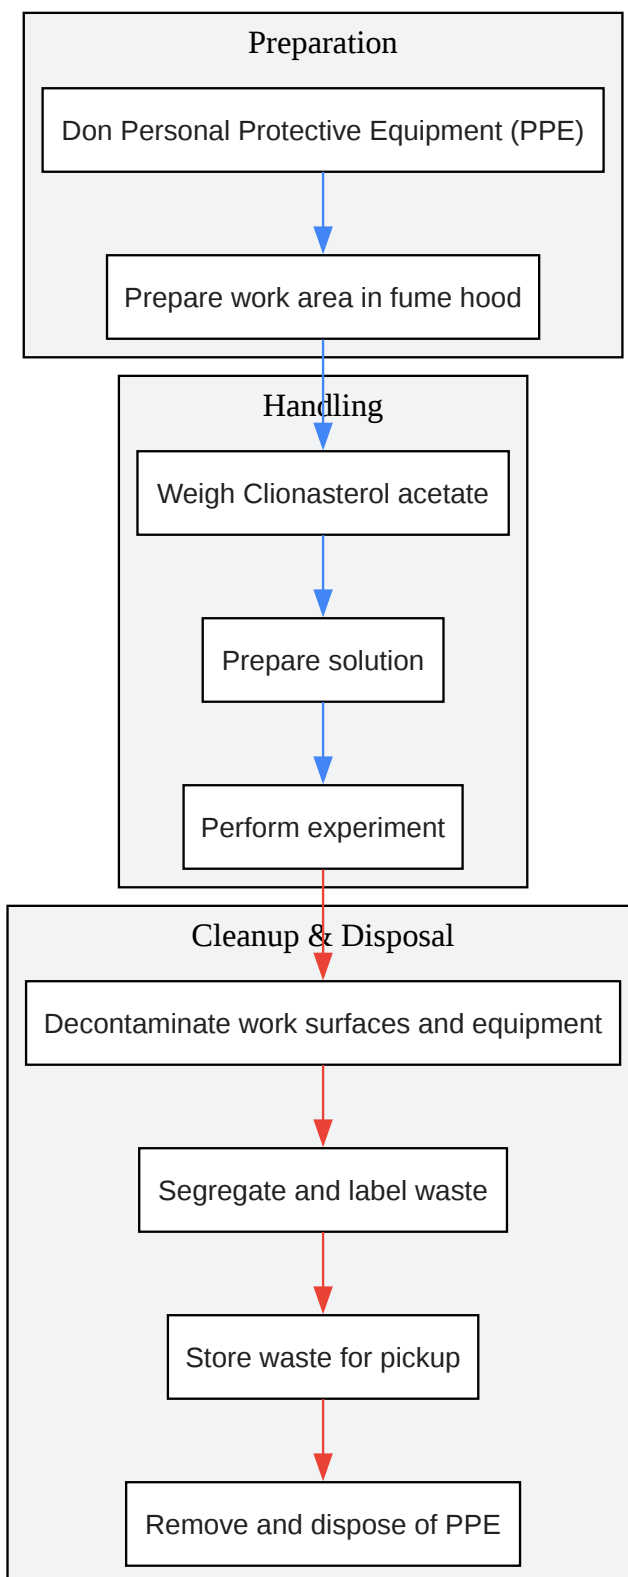 Preparation
Don Personal Protective Equipment (PPE)
Prepare work area in fume hood
Handling
Weigh Clionasterol acetate
Prepare solution
Perform experiment
Cleanup & Disposal
Decontaminate work surfaces and equipment
Segregate and label waste
Store waste for pickup
Remove and dispose of PPE